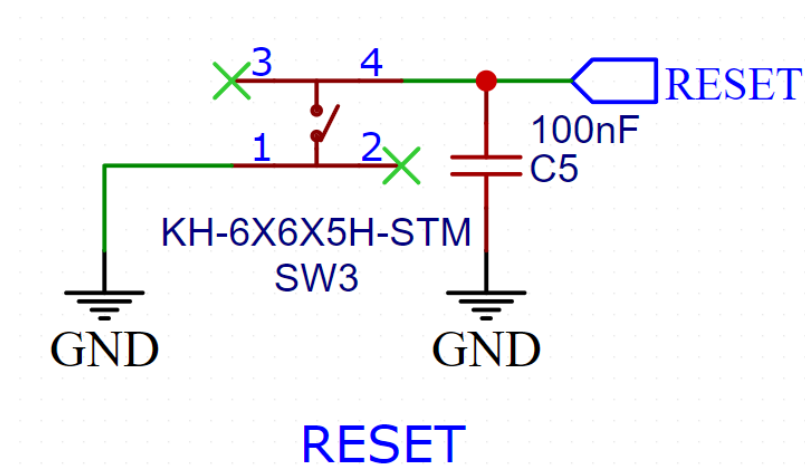 3 4
RESET
100nF
1 2
C5
KH-6X6X5H-STM
SW3
GND GND
RESET